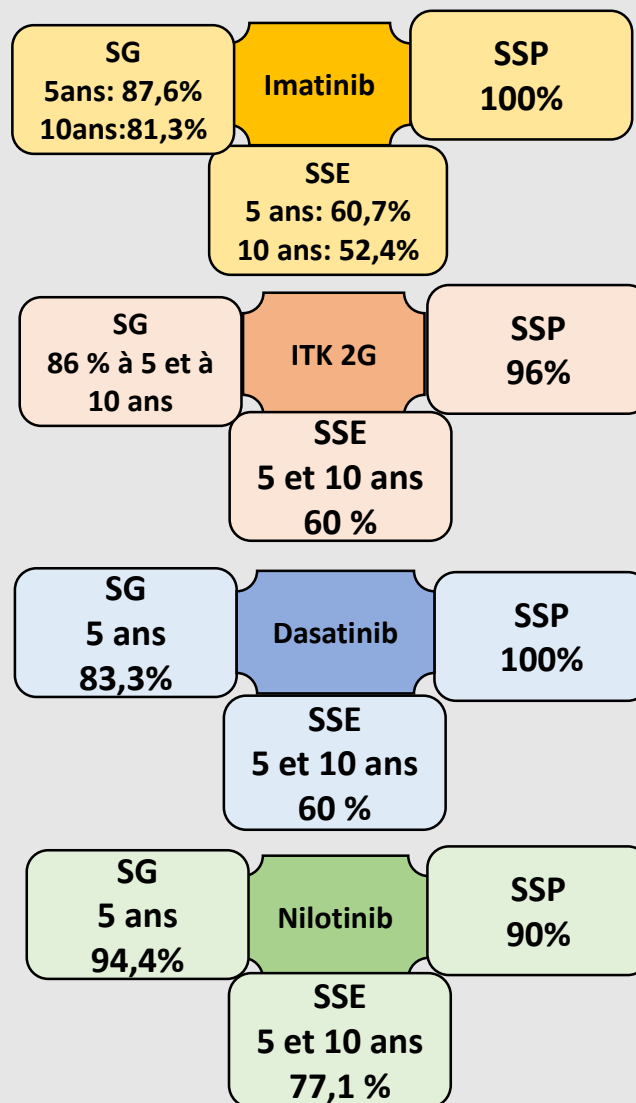 SG
5ans: 87,6%
10ans:81,3%
Imatinib
SSP
100%
SSE
5 ans: 60,7%
10 ans: 52,4%
SG
86 % à 5 et à
10 ans
ITK 2G
SSP
96%
SSE
5 et 10 ans
60 %
SG
5 ans
83,3%
Dasatinib
SSP
100%
SSE
5 et 10 ans
60 %
SG
5 ans
94,4%
Nilotinib
SSP
90%
SSE
5 et 10 ans
77,1 %